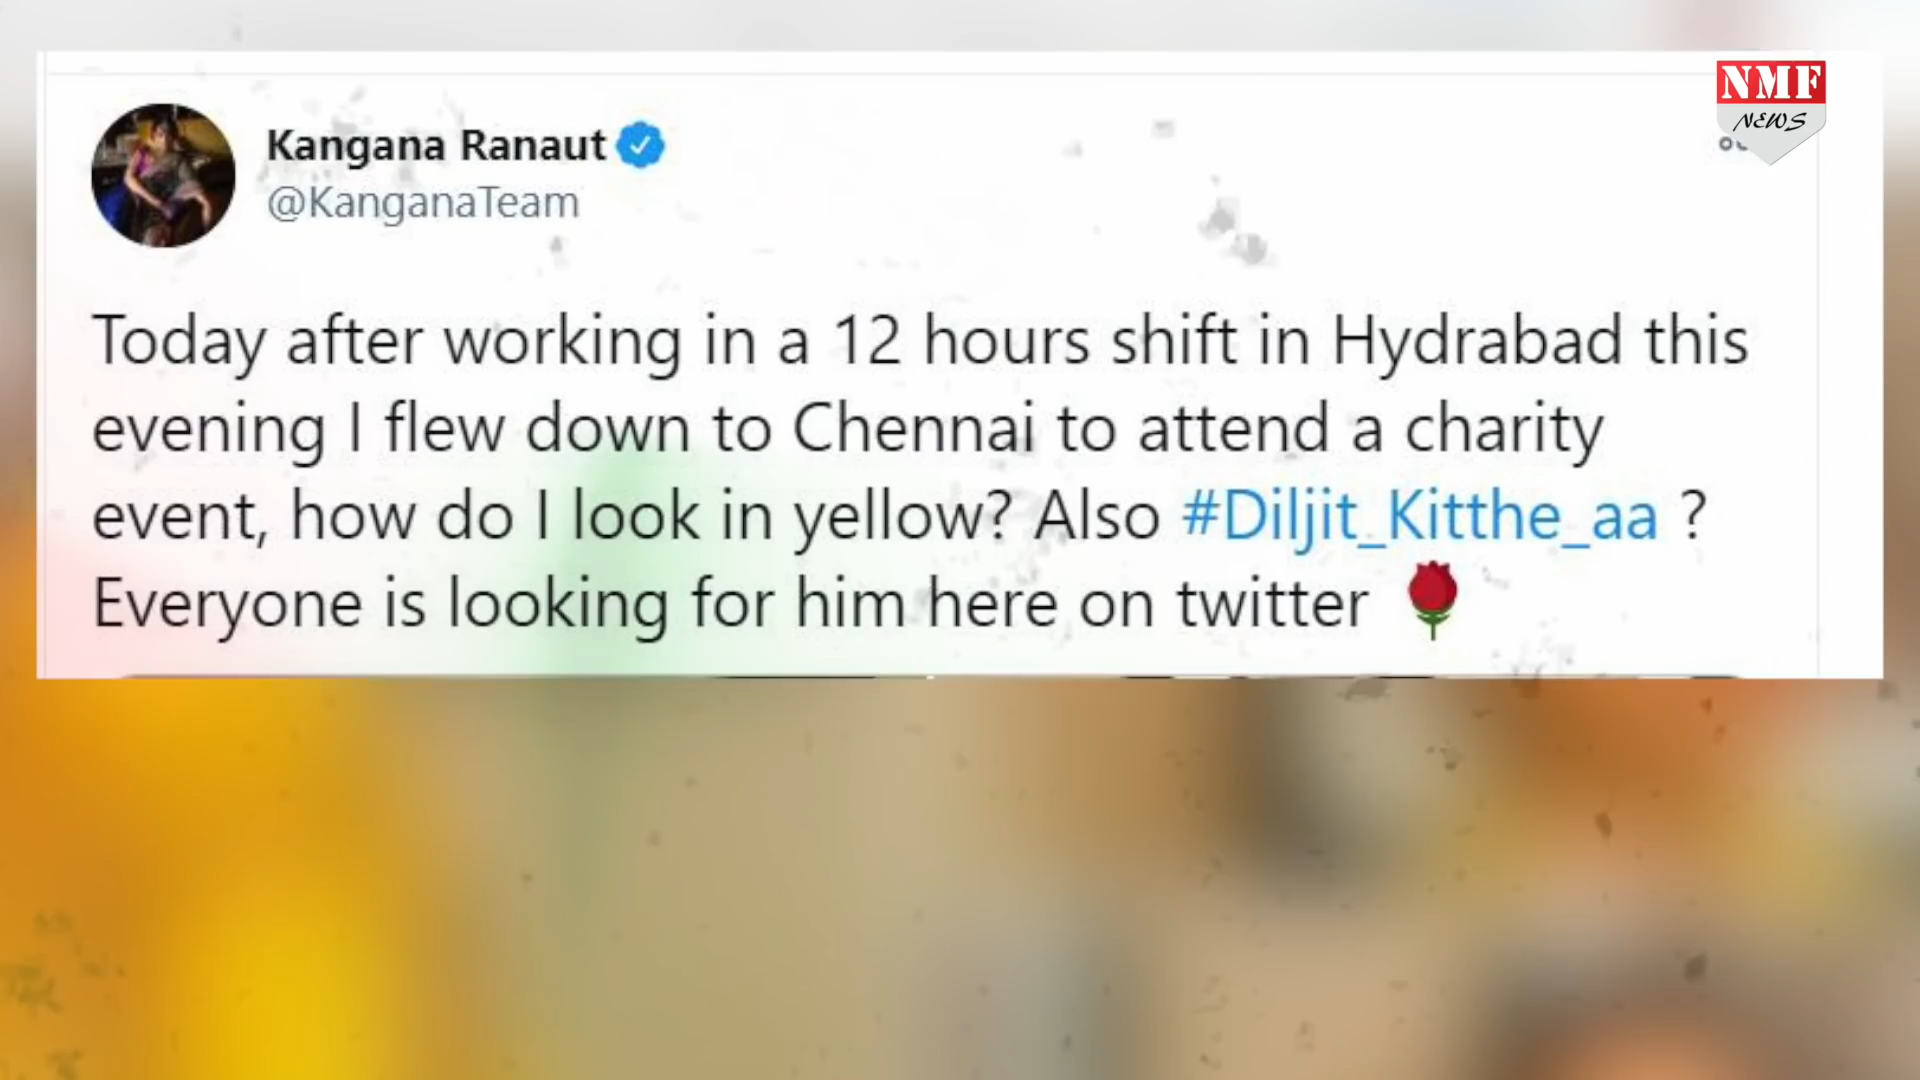 NMF
NEWS
Kangana Ranaut
@KanganaTeam
Today after working in a 12 hours shift in Hydrabad this
evening I flew down to Chennai to attend a charity
event, how do I look in yellow? Also #Diljit_Kitthe_aa ?
Everyone is looking for him here on twitter 🌹